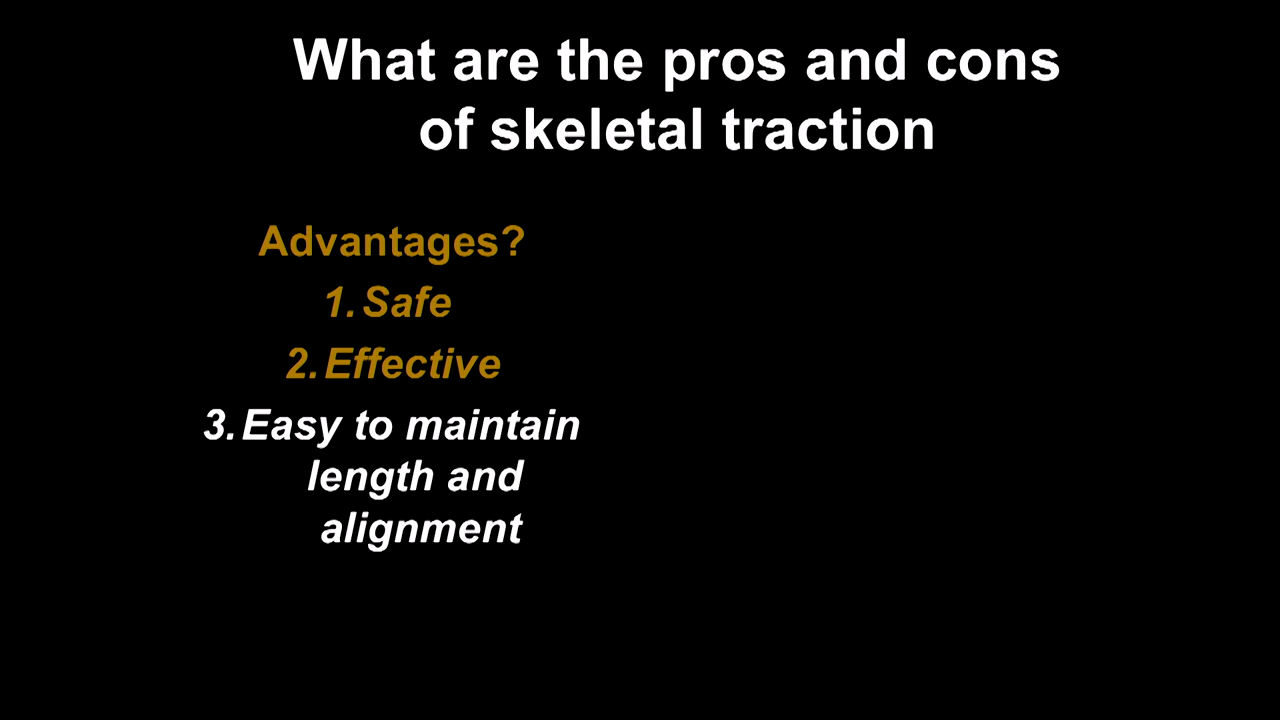 What are the pros and cons
of skeletal traction
Advantages?
1. Safe
2. Effective
3. Easy to maintain
length and
alignment